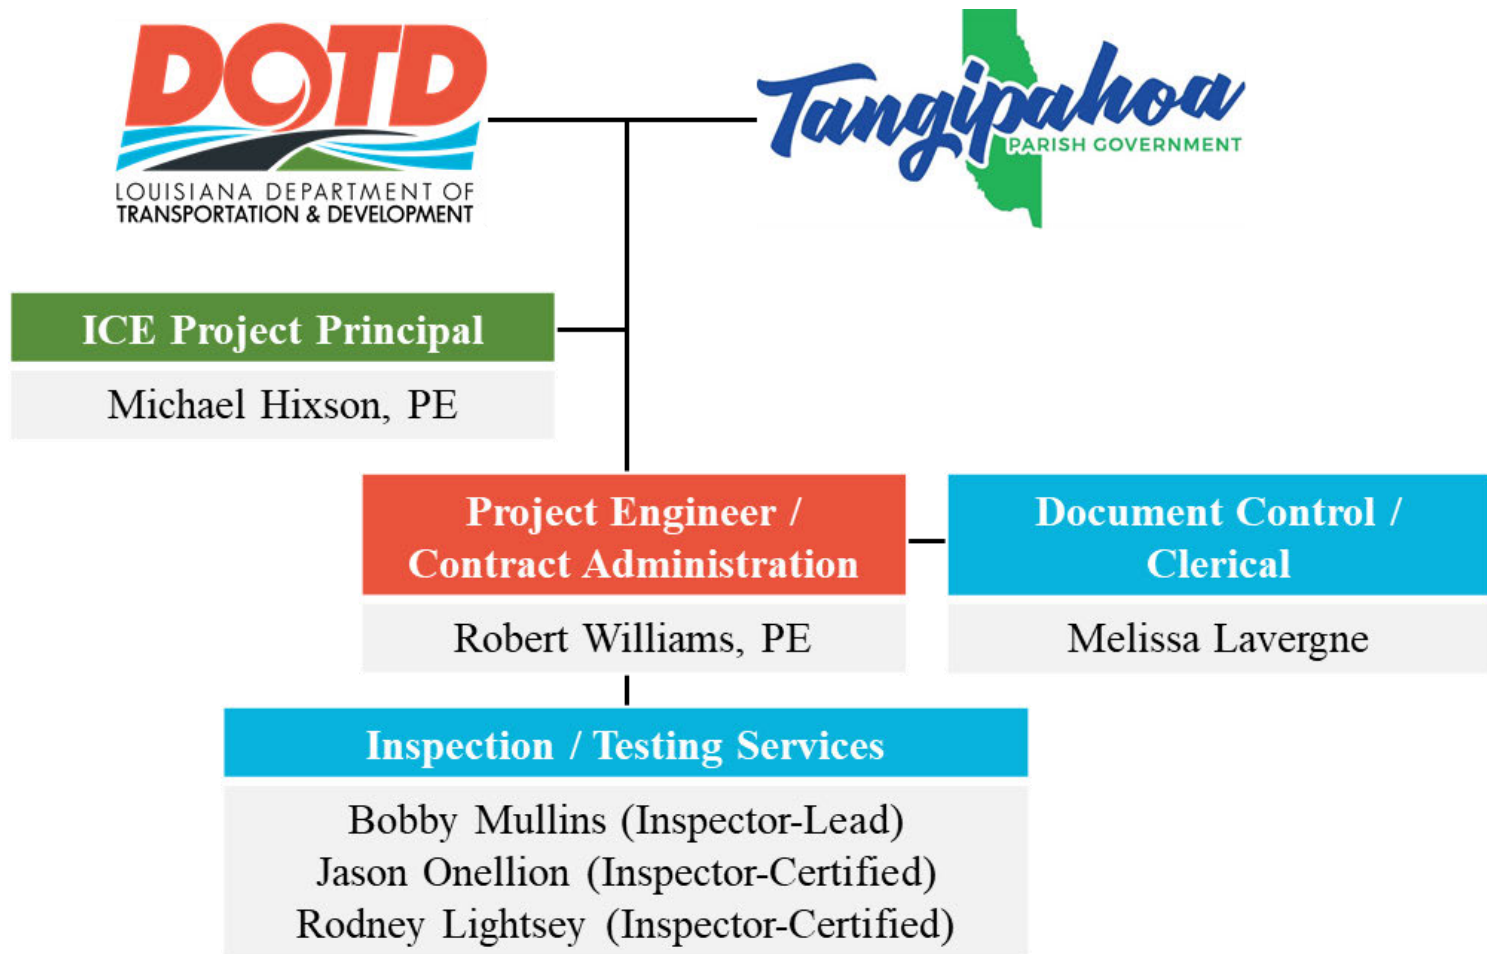 DOTD
LOUISIANA DEPARTMENT OF
TRANSPORTATION & DEVELOPMENT
Tangipahoa
PARISH GOVERNMENT
ICE Project Principal
Michael Hixson, PE
Project Engineer /
Contract Administration
Robert Williams, PE
Document Control /
Clerical
Melissa Lavergne
Inspection / Testing Services
Bobby Mullins (Inspector-Lead)
Jason Onellion (Inspector-Certified)
Rodney Lightsey (Inspector-Certified)